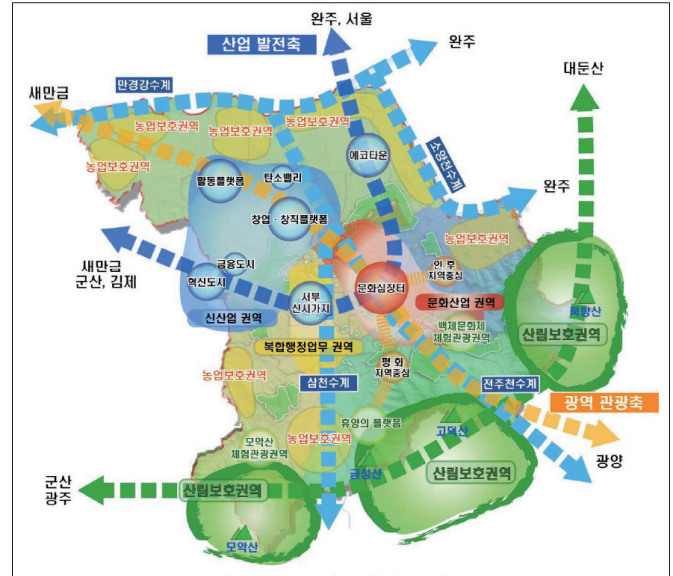 완주, 서울
산업 발전축
완주
대둔산
새만금
만경강수계
농업보호권역
농업보호권역
농업보호권역
농업보호권역
에코타운
소양천수계
완주
활동플랫폼
탄소밸리
창업·창직플랫폼
농업보호권역
새만금
군산, 김제
금융도시
혁신도시
서부
신시가지
문화심장터
인 후
지역중심
신산업 권역
문화산업 권역
묵방산
산림보호권역
백제문화제
체험관광권역
복합행정업무 권역
평 화
지역중심
농업보호권역
삼천수계
전주천수계
광역 관광축
휴양의 플랫폼
고덕산
농업보호권역
모악산
체험관광권역
광양
금성산
산림보호권역
군산
광주
산림보호권역
모악산